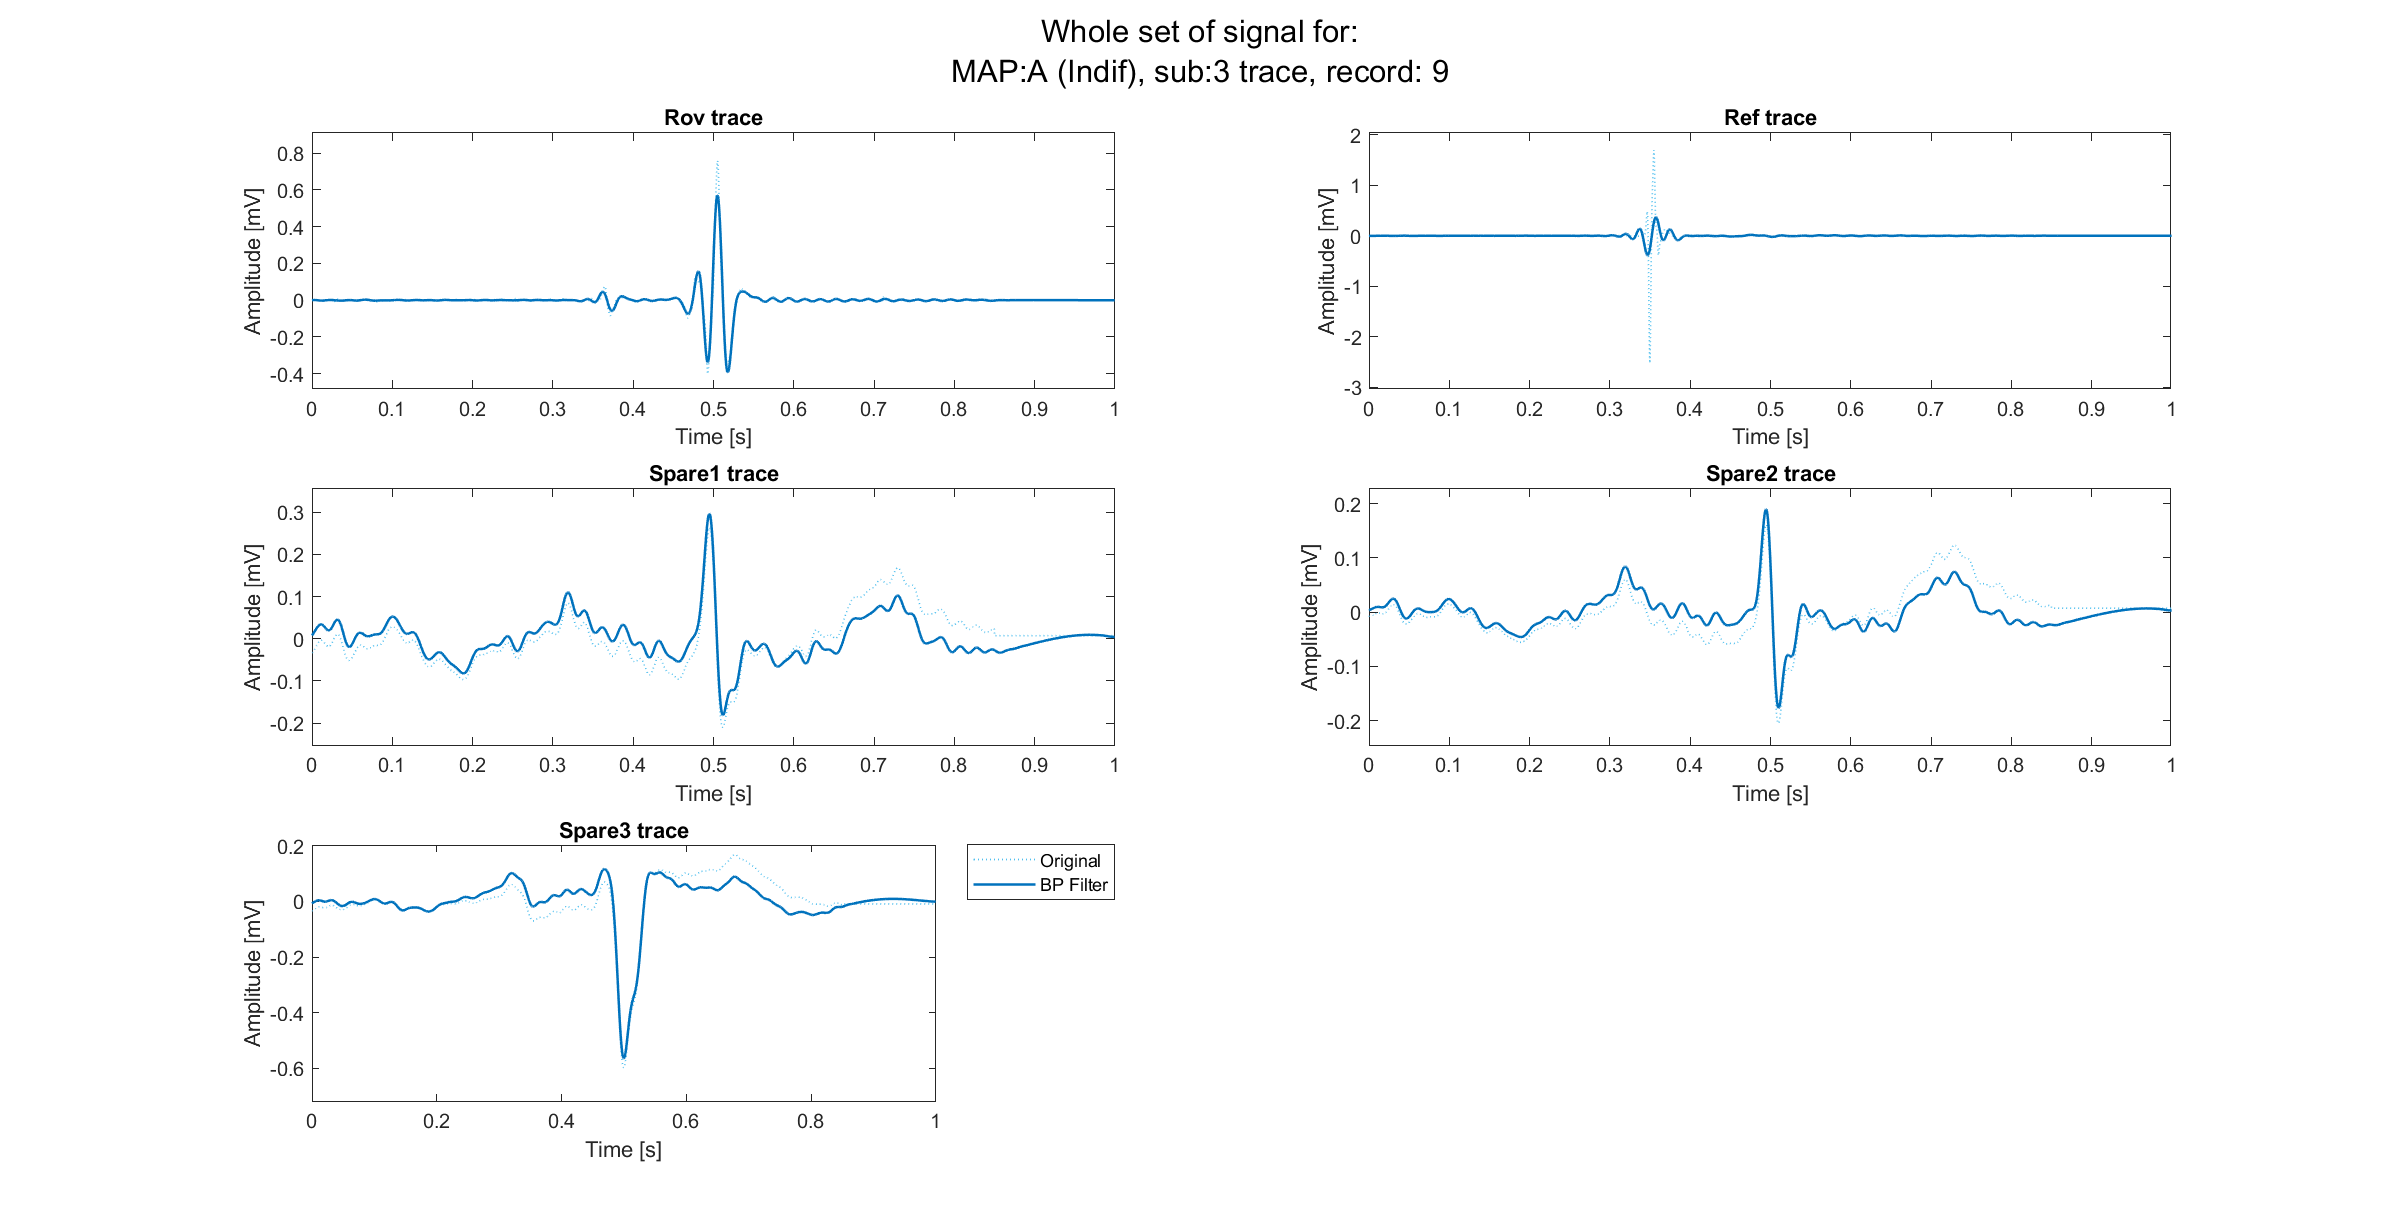 Whole set of signal for:
MAP:A (Indif), sub:3 trace, record: 9
Rov trace
0.8
0.6
0.4
0.2
0
-0.2
-0.4
Amplitude [mV]
0 0.1 0.2 0.3 0.4 0.5 0.6 0.7 0.8 0.9 1
Time [s]
Ref trace
2
1
0
-1
-2
-3
Amplitude [mV]
0 0.1 0.2 0.3 0.4 0.5 0.6 0.7 0.8 0.9 1
Time [s]
Spare1 trace
0.3
0.2
0.1
0
-0.1
-0.2
Amplitude [mV]
0 0.1 0.2 0.3 0.4 0.5 0.6 0.7 0.8 0.9 1
Time [s]
Spare2 trace
0.2
0.1
0
-0.1
-0.2
Amplitude [mV]
0 0.1 0.2 0.3 0.4 0.5 0.6 0.7 0.8 0.9 1
Time [s]
Spare3 trace
0.2
0
-0.2
-0.4
-0.6
Amplitude [mV]
0 0.2 0.4 0.6 0.8 1
Time [s]
Original
BP Filter